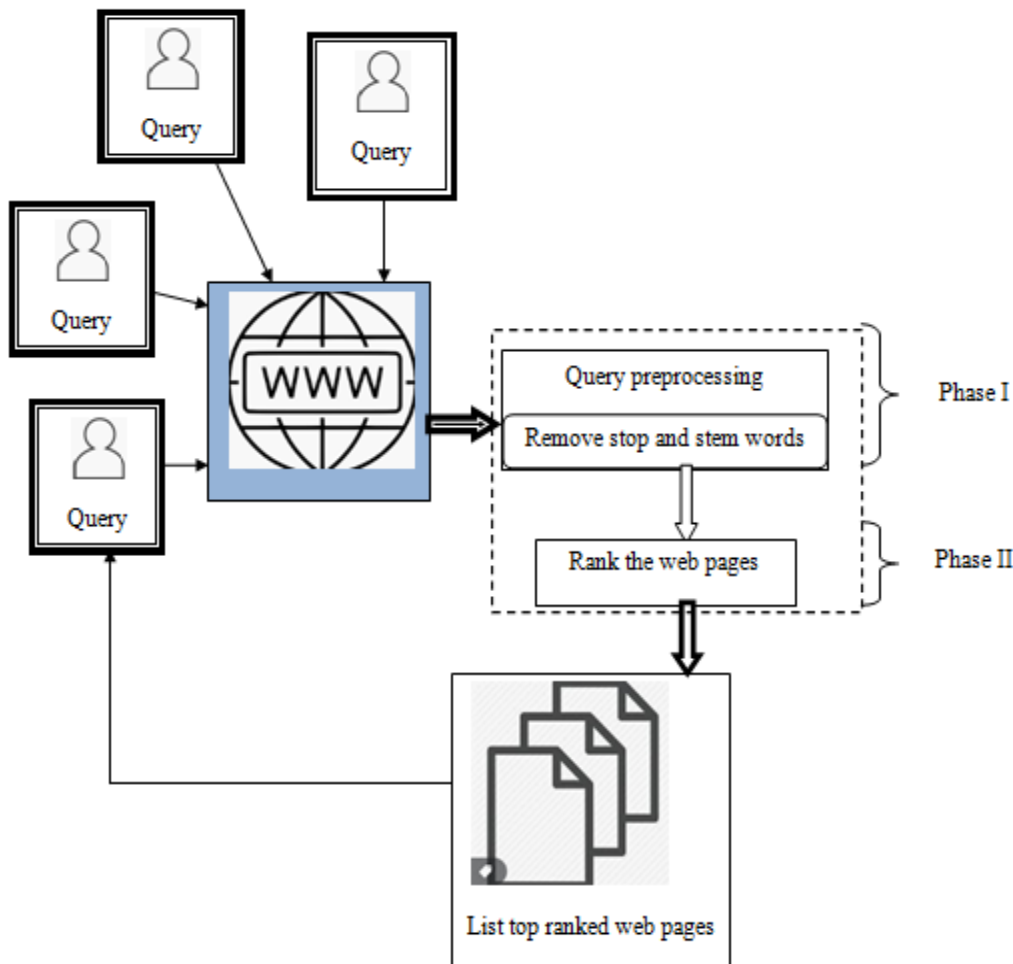 Query
Query
Query
WWW
Query preprocessing
Phase I
Remove stop and stem words
Query
Rank the web pages
Phase II
List top ranked web pages